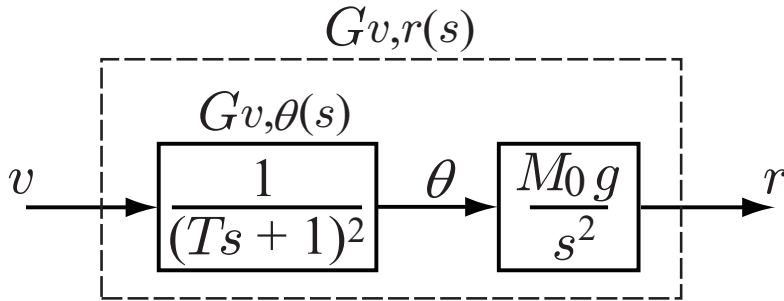 Gv,r(s)
Gv,θ(s)
v
1
(Ts + 1)²
θ
M₀ g
s²
r